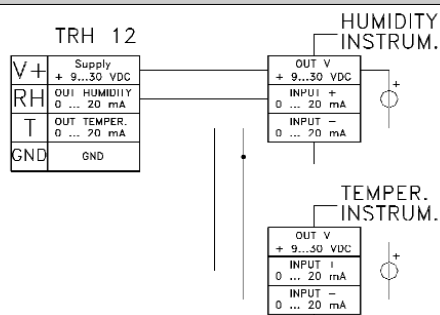 TRH 12
V+ Supply + 9...30 VDC
RH OUT HUMIDITY 0 ... 20 mA
T OUT TEMPER. 0 ... 20 mA
GND GND
HUMIDITY INSTRUM.
OUT V
+ 9...30 VDC
INPUT +
0 ... 20 mA
INPUT –
0 ... 20 mA
+
TEMPER. INSTRUM.
OUT V
+ 9...30 VDC
INPUT +
0 ... 20 mA
INPUT –
0 ... 20 mA
+